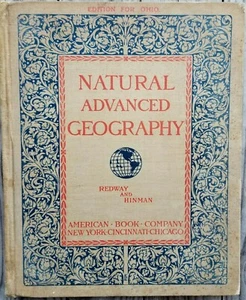 EDITION FOR OHIO.
NATURAL
ADVANCED
GEOGRAPHY
REDWAY
AND
HINMAN
AMERICAN · BOOK · COMPANY
NEW YORK · CINCINNATI · CHICAGO